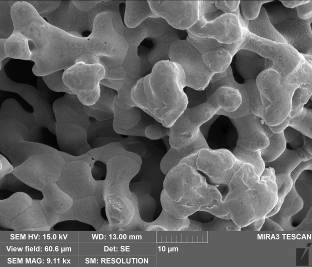 SEM HV: 15.0 kV WD: 13.00 mm MIRA3 TESCAN
View field: 60.6 µm Det: SE 10 µm
SEM MAG: 9.11 kx SM: RESOLUTION